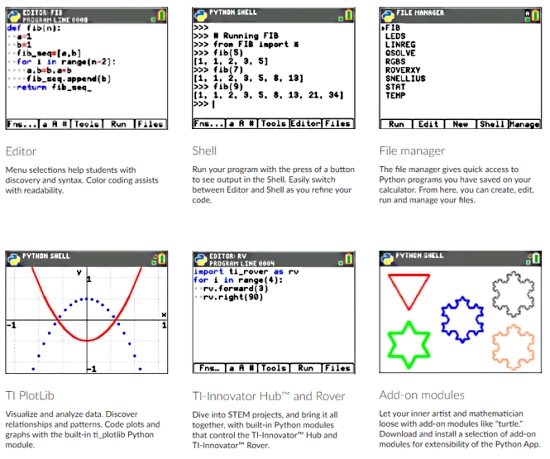 EDITOR: FIB
PROGRAM LINE 0008
def fib(n):
a=1
b=1
fib_seq=[a,b]
for i in range(n-2):
a,b=b,a+b
fib_seq.append(b)
return fib_seq_
Fns… | a A # | Tools | Run | Files
Editor
Menu selections help students with
discovery and syntax. Color coding assists
with readability.
PYTHON SHELL
>>>
>>> # Running FIB
>>> from FIB import *
>>> fib(5)
[1, 1, 2, 3, 5]
>>> fib(7)
[1, 1, 2, 3, 5, 8, 13]
>>> fib(9)
[1, 1, 2, 3, 5, 8, 13, 21, 34]
>>> |
Fns… | a A # | Tools | Editor | Files
Shell
Run your program with the press of a button
to see output in the Shell. Easily switch
between Editor and Shell as you refine your
code.
FILE MANAGER
FIB
LEDS
LINREG
QSOLVE
RGBS
ROVERXY
SNELLIUS
STAT
TEMP
Run | Edit | New | Shell | Manage
File manager
The file manager gives quick access to
Python programs you have saved on your
calculator. From here, you can create, edit,
run and manage your files.
PYTHON SHELL
y
1
-1
1
x
-1
TI PlotLib
Visualize and analyze data. Discover
relationships and patterns. Code plots and
graphs with the built-in ti_plotlib Python
module.
EDITOR: RV
PROGRAM LINE 0004
import ti_rover as rv
for i in range(4):
rv.forward(3)
rv.right(90)
Fns… | a A # | Tools | Run | Files
TI-Innovator Hub™ and Rover
Dive into STEM projects, and bring it all
together, with built-in Python modules
that control the TI-Innovator™ Hub and
TI-Innovator™ Rover.
PYTHON SHELL
Add-on modules
Let your inner artist and mathematician
loose with add-on modules like "turtle."
Download and install a selection of add-on
modules for extensibility of the Python App.